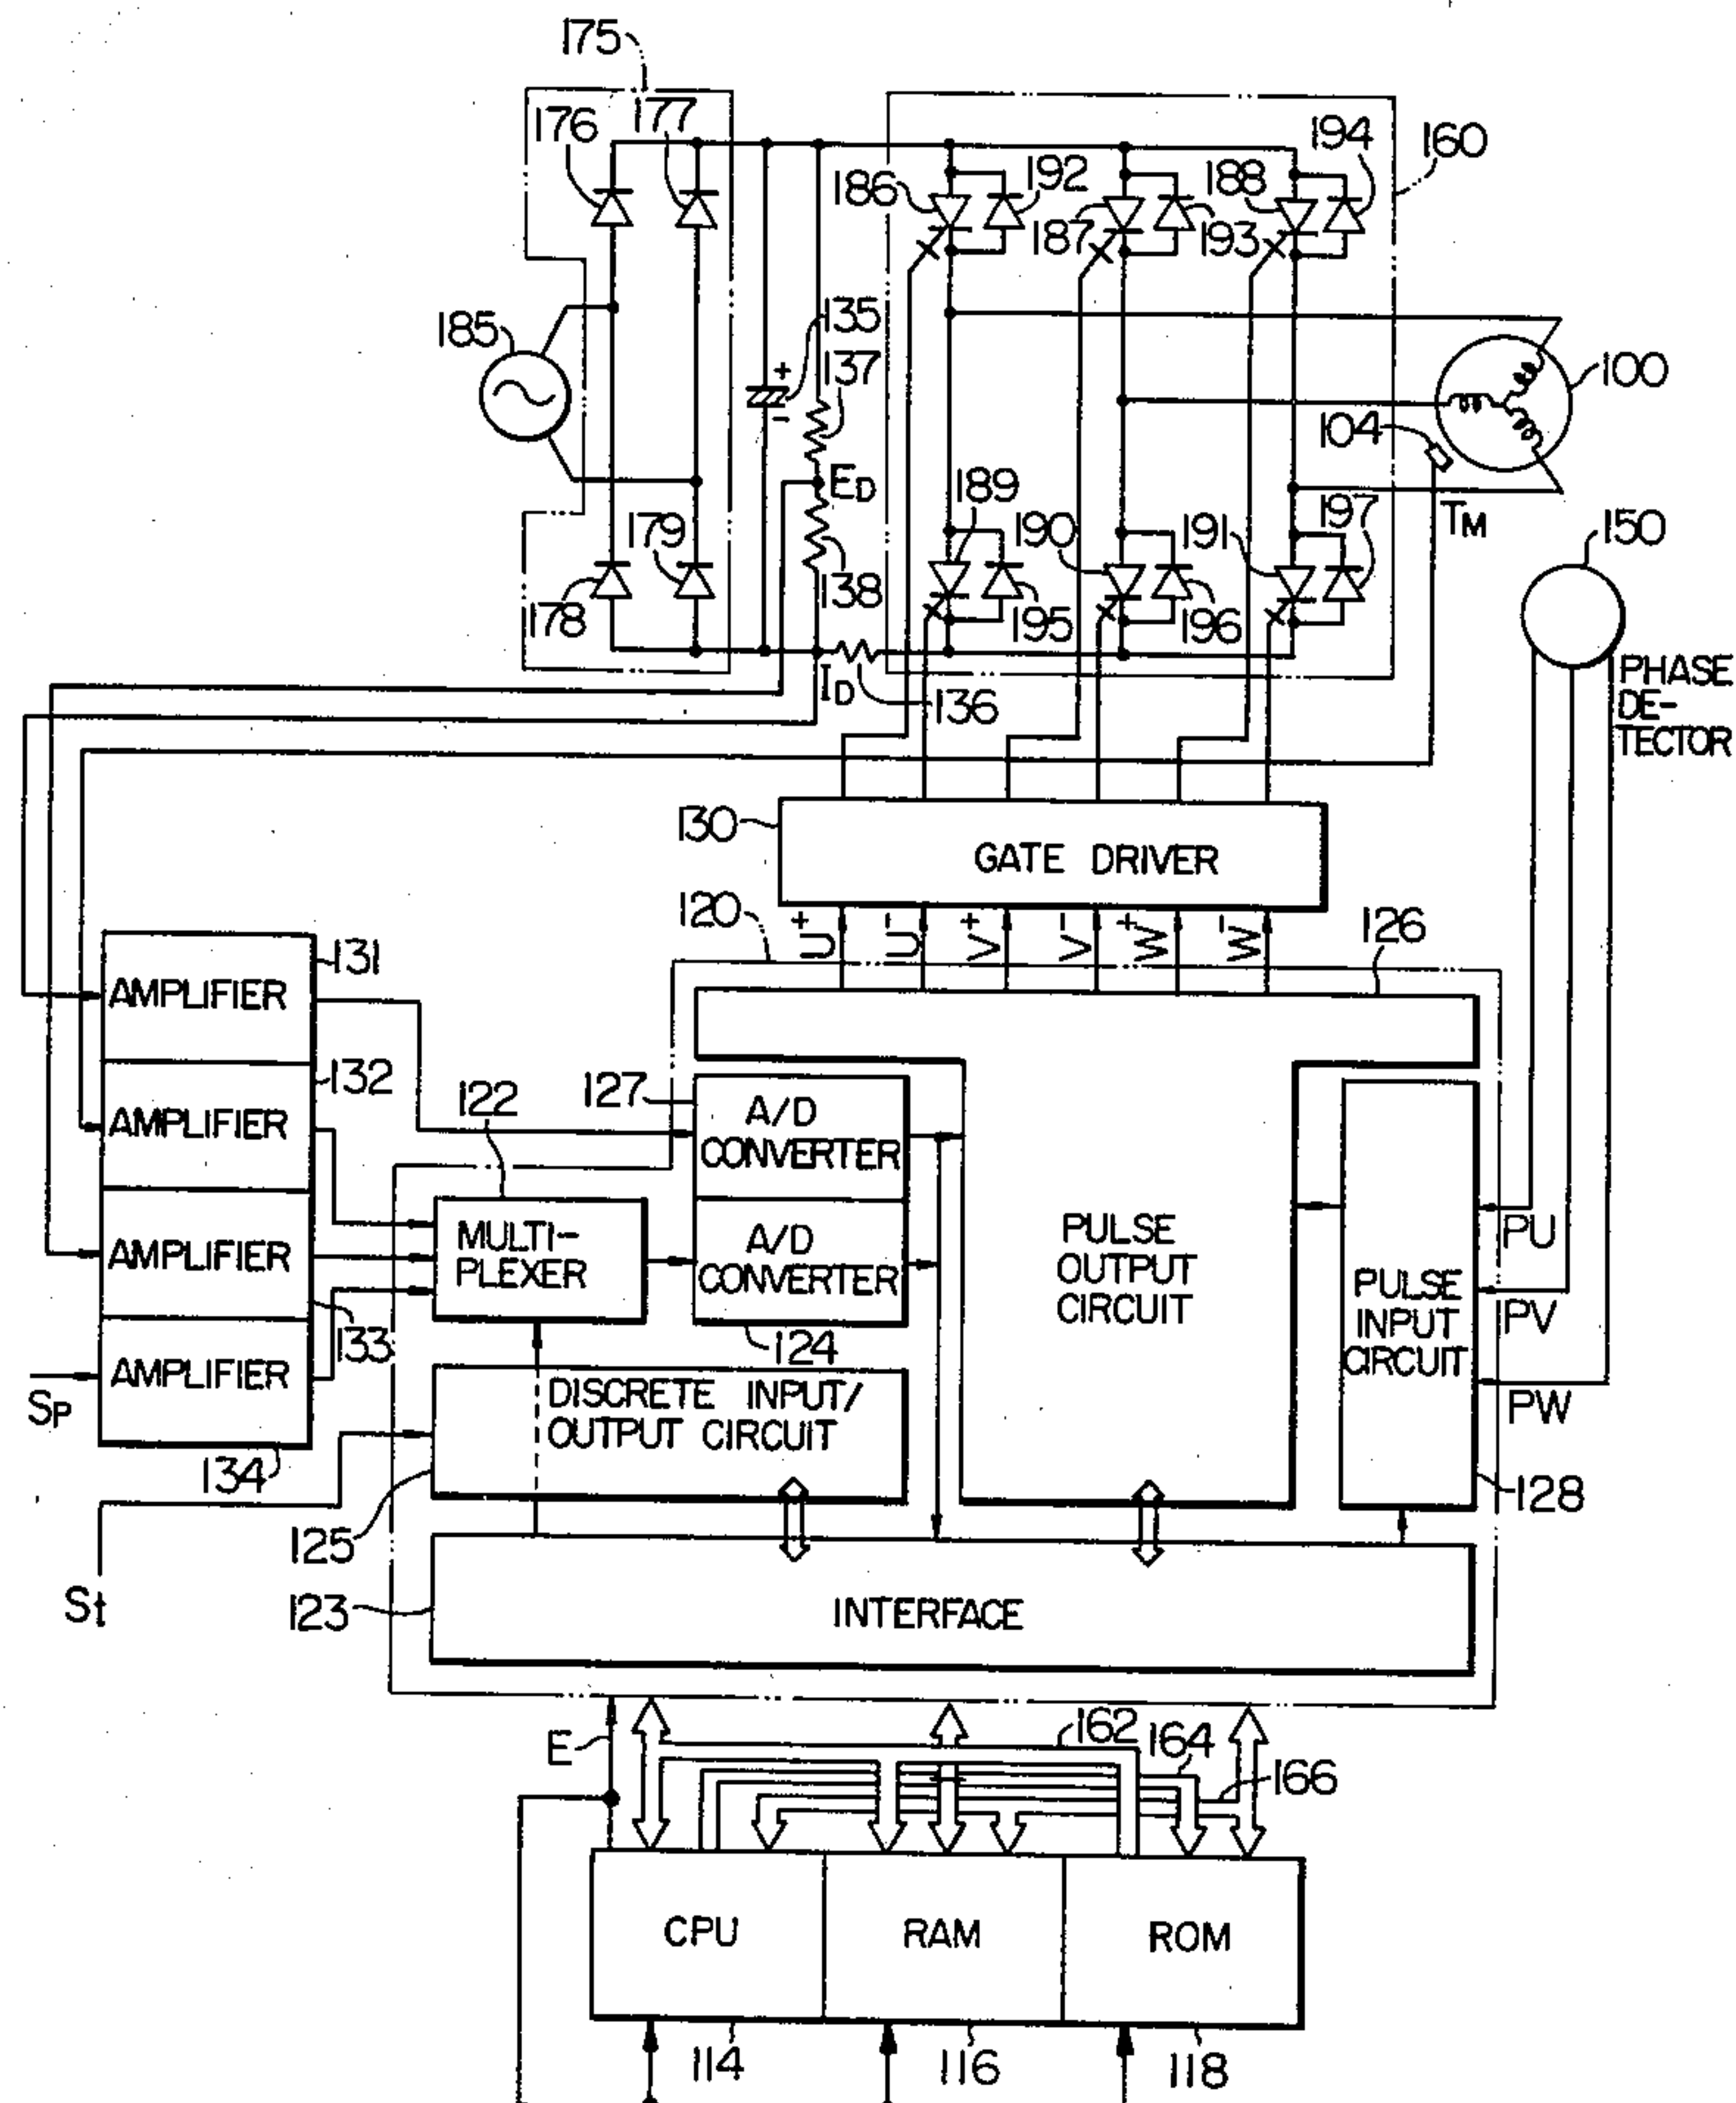 175
176
177
160
194
186
192
187
193
188
185
135
+
-
137
100
104
ED
189
190
191
197
TM
150
178
179
138
195
196
ID
136
PHASE
DE-
TECTOR
130
GATE DRIVER
120
U+
U-
V+
V-
W+
W-
126
AMPLIFIER
131
AMPLIFIER
132
AMPLIFIER
133
AMPLIFIER
134
SP
St
122
MULTI-
PLEXER
127
A/D
CONVERTER
A/D
CONVERTER
124
PULSE
OUTPUT
CIRCUIT
PULSE
INPUT
CIRCUIT
PU
PV
PW
128
DISCRETE INPUT/
OUTPUT CIRCUIT
125
123
INTERFACE
E
162
164
166
CPU
RAM
ROM
114
116
118